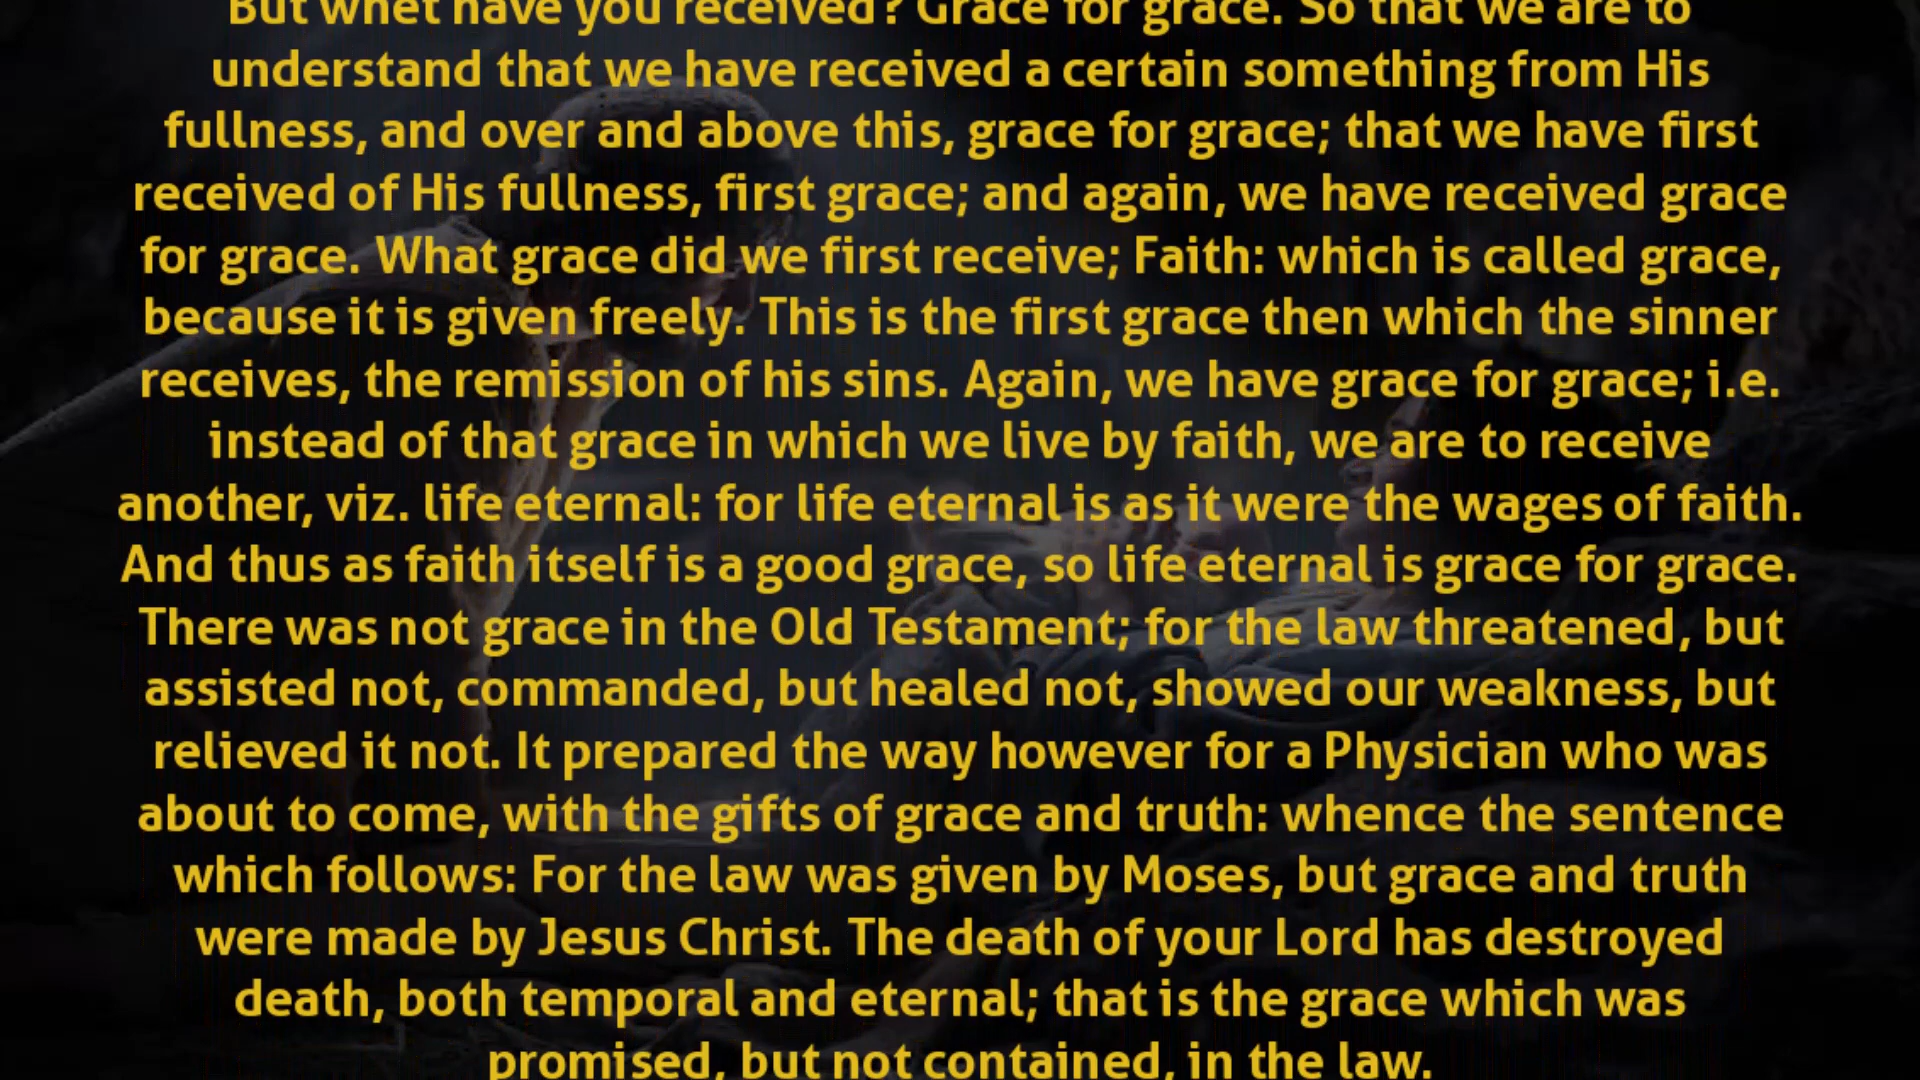 But whet have you received? Grace for grace. So that we are to
understand that we have received a certain something from His
fullness, and over and above this, grace for grace; that we have first
received of His fullness, first grace; and again, we have received grace
for grace. What grace did we first receive; Faith: which is called grace,
because it is given freely. This is the first grace then which the sinner
receives, the remission of his sins. Again, we have grace for grace; i.e.
instead of that grace in which we live by faith, we are to receive
another, viz. life eternal: for life eternal is as it were the wages of faith.
And thus as faith itself is a good grace, so life eternal is grace for grace.
There was not grace in the Old Testament; for the law threatened, but
assisted not, commanded, but healed not, showed our weakness, but
relieved it not. It prepared the way however for a Physician who was
about to come, with the gifts of grace and truth: whence the sentence
which follows: For the law was given by Moses, but grace and truth
were made by Jesus Christ. The death of your Lord has destroyed
death, both temporal and eternal; that is the grace which was
promised, but not contained, in the law.